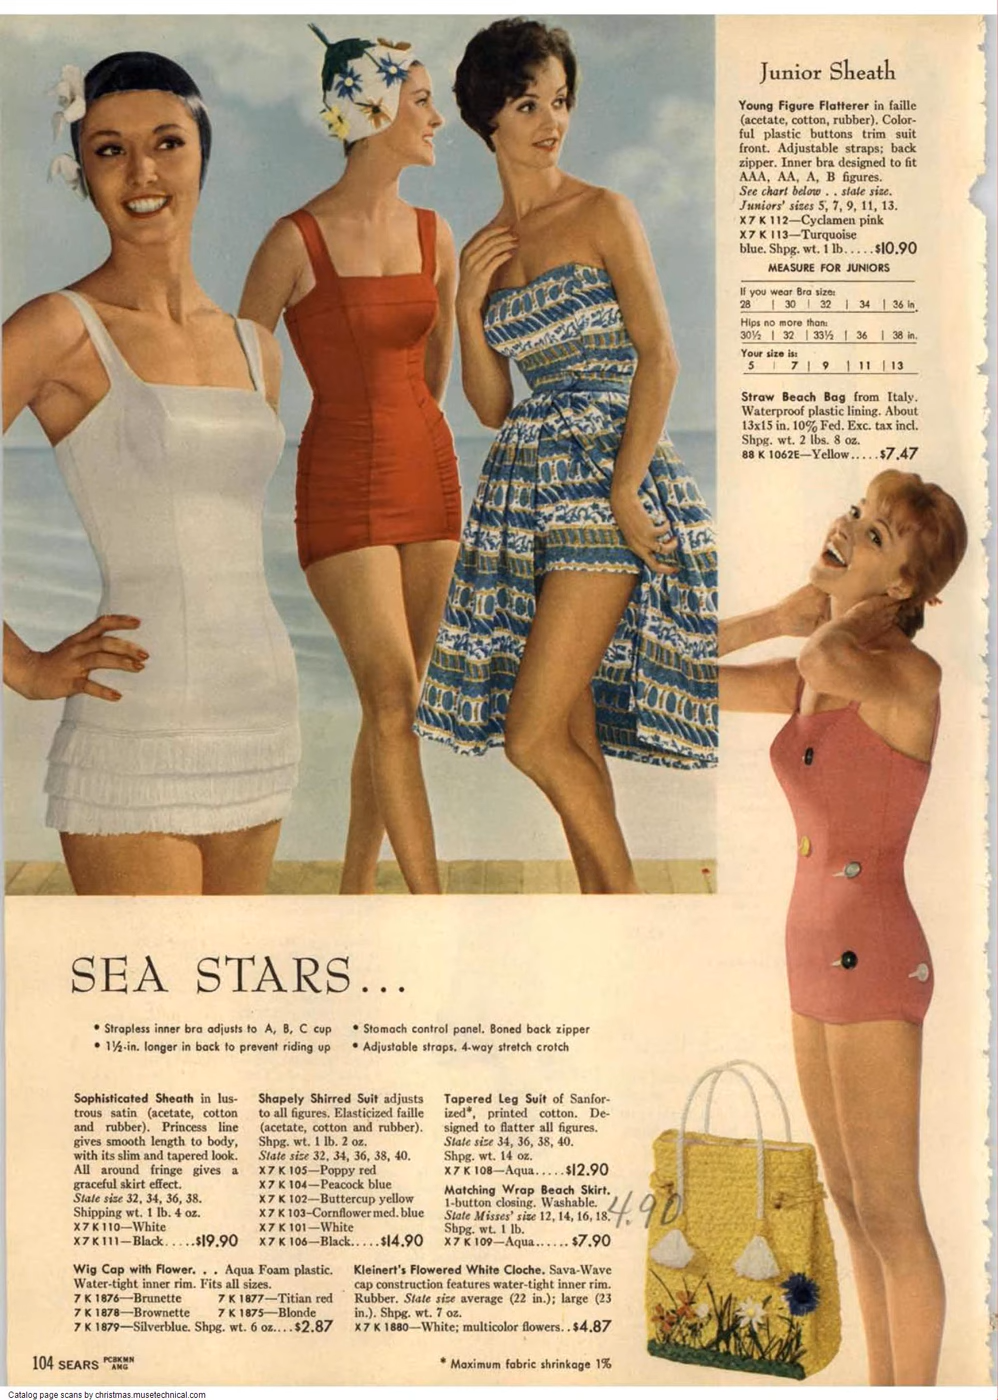 Junior Sheath
Young Figure Flatterer in faille
(acetate, cotton, rubber). Color-
ful plastic buttons trim suit
front. Adjustable straps; back
zipper. Inner bra designed to fit
AAA, AA, A, B figures.
See chart below . . state size.
Juniors' sizes 5, 7, 9, 11, 13.
X7 K 112—Cyclamen pink
X7 K 113—Turquoise
blue. Shpg. wt. 1 lb.....$10.90
MEASURE FOR JUNIORS
If you wear Bra size:
28 | 30 | 32 | 34 | 36 in.
Hips no more than:
30½ | 32 | 33½ | 36 | 38 in.
Your size is:
5 | 7 | 9 | 11 | 13
Straw Beach Bag from Italy.
Waterproof plastic lining. About
13x15 in. 10% Fed. Exc. tax incl.
Shpg. wt. 2 lbs. 8 oz.
88 K 1062E—Yellow.....$7.47
SEA STARS...
• Strapless inner bra adjusts to A, B, C cup
• 1½-in. longer in back to prevent riding up
• Stomach control panel. Boned back zipper
• Adjustable straps. 4-way stretch crotch
Sophisticated Sheath in lus-
trous satin (acetate, cotton
and rubber). Princess line
gives smooth length to body,
with its slim and tapered look.
All around fringe gives a
graceful skirt effect.
State size 32, 34, 36, 38.
Shipping wt. 1 lb. 4 oz.
X7 K 110—White
X7 K 111—Black.....$19.90
Shapely Shirred Suit adjusts
to all figures. Elasticized faille
(acetate, cotton and rubber).
Shpg. wt. 1 lb. 2 oz.
State size 32, 34, 36, 38, 40.
X7 K 105—Poppy red
X7 K 104—Peacock blue
X7 K 102—Buttercup yellow
X7 K 103—Cornflower med. blue
X7 K 101—White
X7 K 106—Black.....$14.90
Tapered Leg Suit of Sanfor-
ized*, printed cotton. De-
signed to flatter all figures.
State size 34, 36, 38, 40.
Shpg. wt. 14 oz.
X7 K 108—Aqua.....$12.90
Matching Wrap Beach Skirt.
1-button closing. Washable.
State Misses' size 12, 14, 16, 18.
Shpg. wt. 1 lb.
X7 K 109—Aqua...... $7.90
4.90
Wig Cap with Flower. . . Aqua Foam plastic.
Water-tight inner rim. Fits all sizes.
7 K 1876—Brunette 7 K 1877—Titian red
7 K 1878—Brownette 7 K 1875—Blonde
7 K 1879—Silverblue. Shpg. wt. 6 oz....$2.87
Kleinert's Flowered White Cloche. Sava-Wave
cap construction features water-tight inner rim.
Rubber. State size average (22 in.); large (23
in.). Shpg. wt. 7 oz.
X7 K 1880—White; multicolor flowers..$4.87
104 SEARS PCBKMN
AMG
* Maximum fabric shrinkage 1%
Catalog page scans by christmas.musetechnical.com